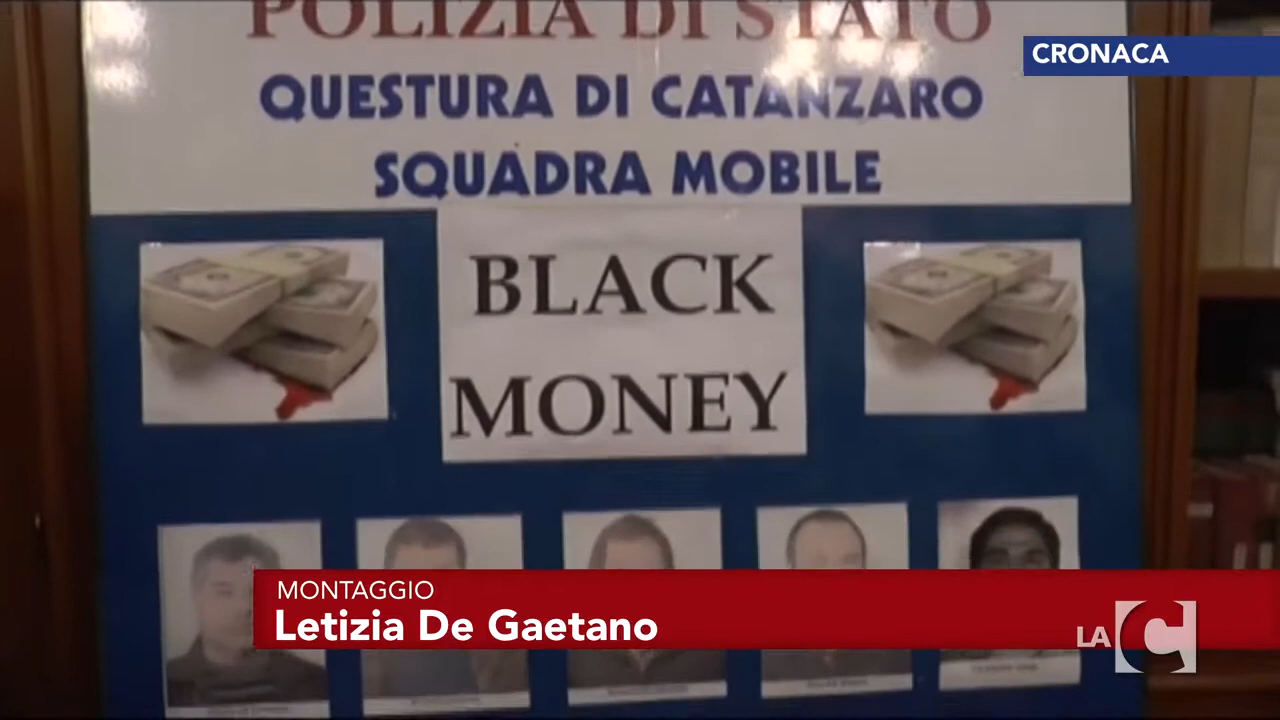 POLIZIA DI STATO
CRONACA
QUESTURA DI CATANZARO
SQUADRA MOBILE
BLACK
MONEY
MONTAGGIO
Letizia De Gaetano
LA C